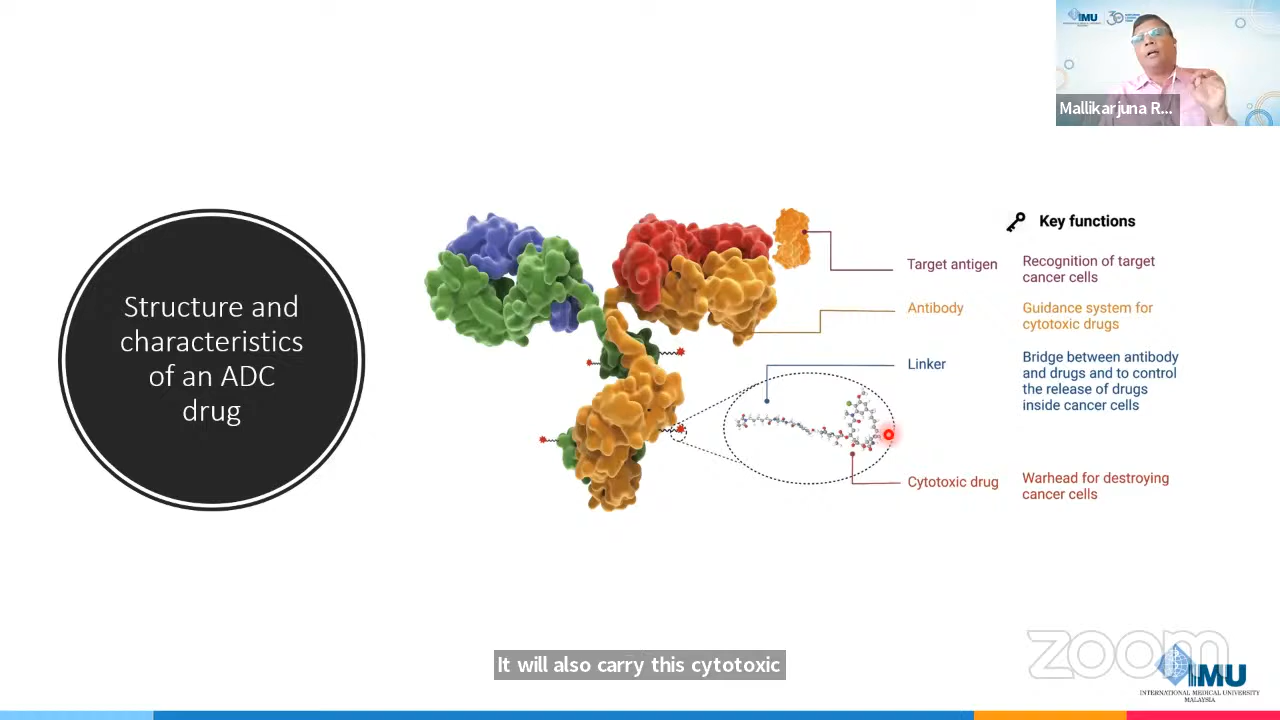 IMU
30
Mallikarjuna R...
Structure and
characteristics
of an ADC
drug
Key functions
Target antigen
Recognition of target
cancer cells
Antibody
Guidance system for
cytotoxic drugs
Linker
Bridge between antibody
and drugs and to control
the release of drugs
inside cancer cells
Cytotoxic drug
Warhead for destroying
cancer cells
It will also carry this cytotoxic
zoom
IMU
INTERNATIONAL MEDICAL UNIVERSITY
MALAYSIA